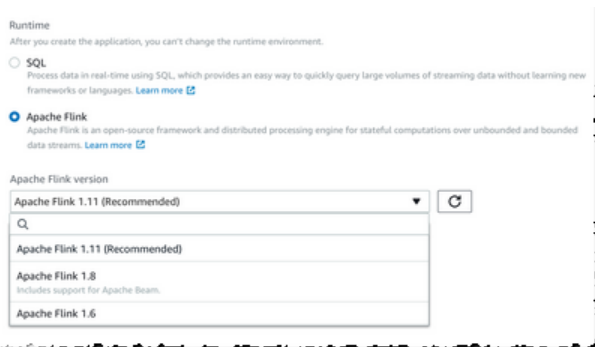 Runtime
After you create the application, you can't change the runtime environment.
SQL
Process data in real-time using SQL, which provides an easy way to quickly query large volumes of streaming data without learning new
frameworks or languages. Learn more
Apache Flink
Apache Flink is an open-source framework and distributed processing engine for stateful computations over unbounded and bounded
data streams. Learn more
Apache Flink version
Apache Flink 1.11 (Recommended)
Apache Flink 1.11 (Recommended)
Apache Flink 1.8
Includes support for Apache Beam.
Apache Flink 1.6